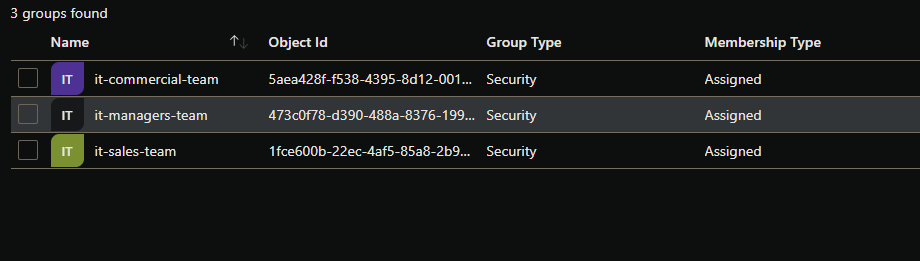 3 groups found
Name Object Id Group Type Membership Type
IT it-commercial-team 5aea428f-f538-4395-8d12-001... Security Assigned
IT it-managers-team 473c0f78-d390-488a-8376-199... Security Assigned
IT it-sales-team 1fce600b-22ec-4af5-85a8-2b9... Security Assigned